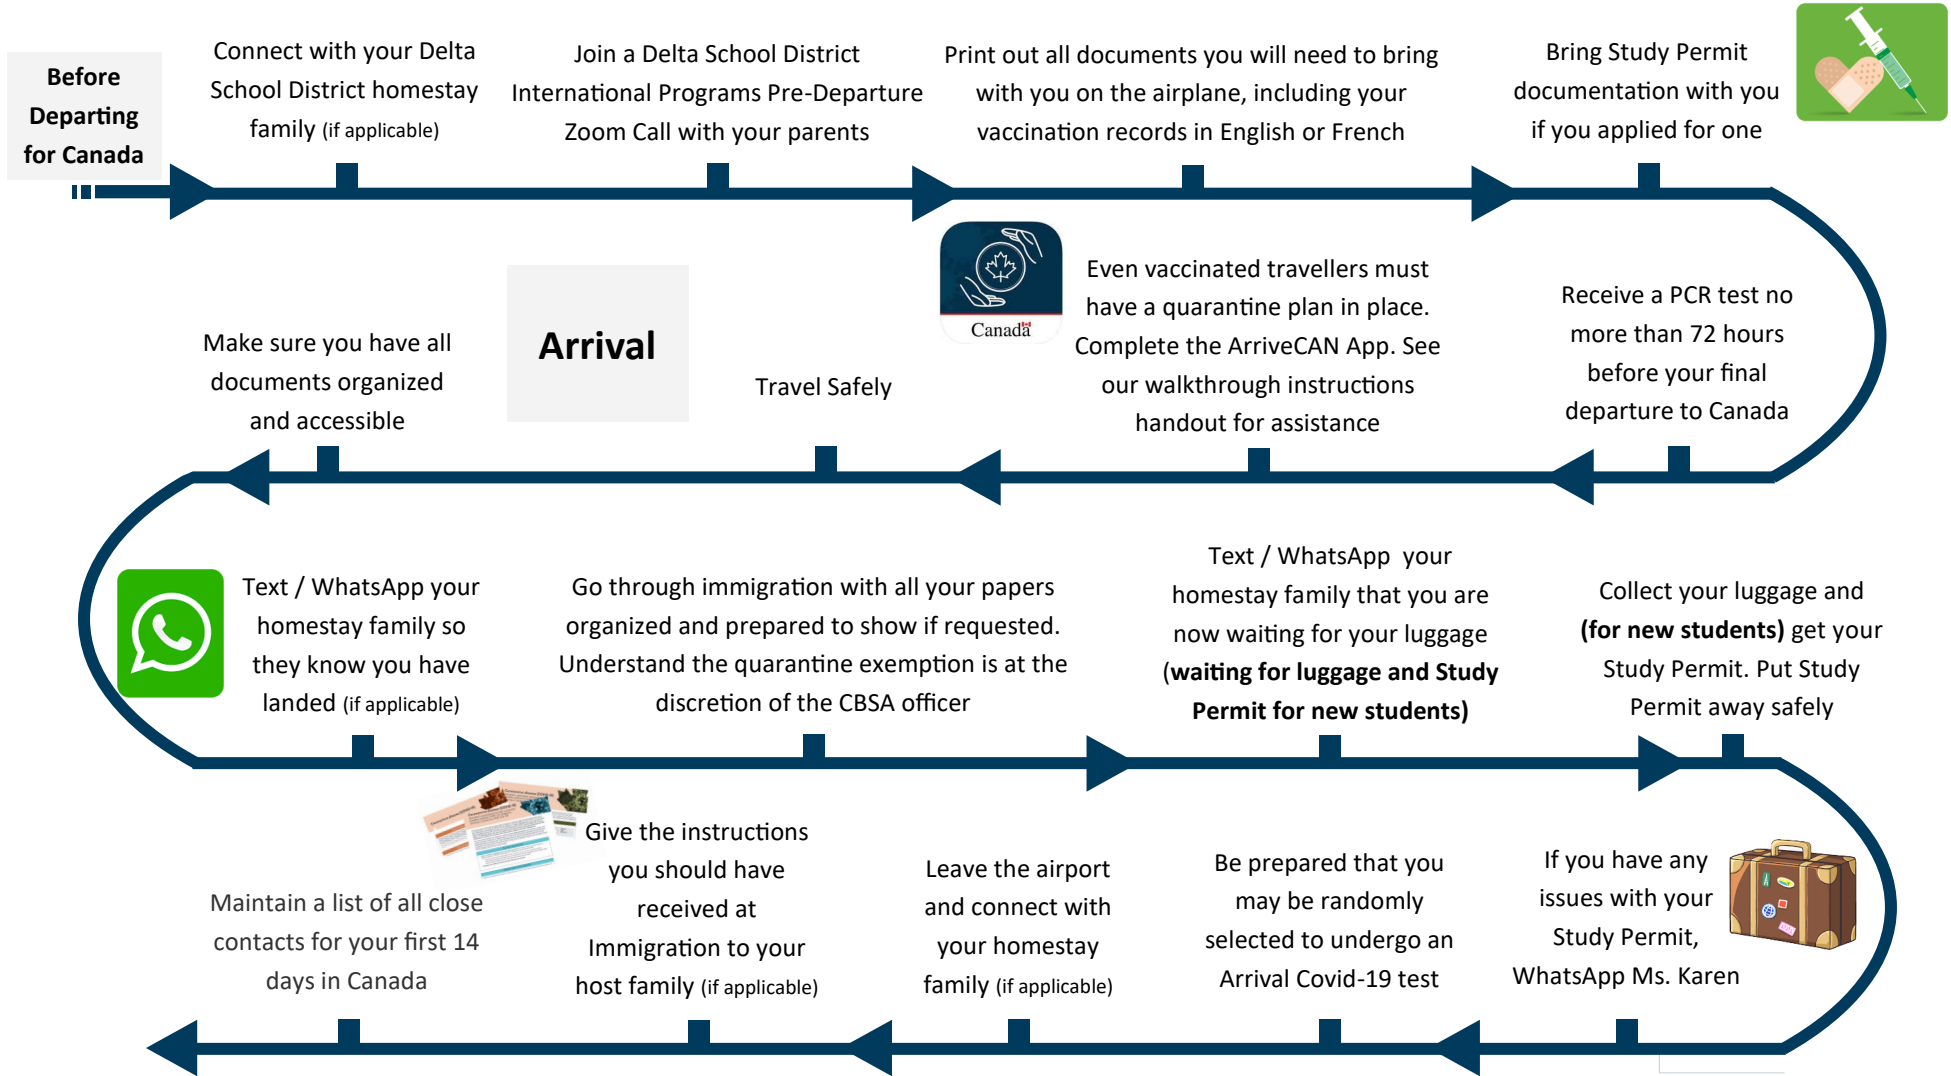 Before
Departing
for Canada
Connect with your Delta
School District homestay
family (if applicable)
Join a Delta School District
International Programs Pre-Departure
Zoom Call with your parents
Print out all documents you will need to bring
with you on the airplane, including your
vaccination records in English or French
Bring Study Permit
documentation with you
if you applied for one
Receive a PCR test no
more than 72 hours
before your final
departure to Canada
Even vaccinated travellers must
have a quarantine plan in place.
Complete the ArriveCAN App. See
our walkthrough instructions
handout for assistance
Canada
Travel Safely
Arrival
Make sure you have all
documents organized
and accessible
Text / WhatsApp your
homestay family so
they know you have
landed (if applicable)
Go through immigration with all your papers
organized and prepared to show if requested.
Understand the quarantine exemption is at the
discretion of the CBSA officer
Text / WhatsApp  your
homestay family that you are
now waiting for your luggage
(waiting for luggage and Study
Permit for new students)
Collect your luggage and
(for new students) get your
Study Permit. Put Study
Permit away safely
If you have any
issues with your
Study Permit,
WhatsApp Ms. Karen
Be prepared that you
may be randomly
selected to undergo an
Arrival Covid-19 test
Leave the airport
and connect with
your homestay
family (if applicable)
Give the instructions
you should have
received at
Immigration to your
host family (if applicable)
Maintain a list of all close
contacts for your first 14
days in Canada